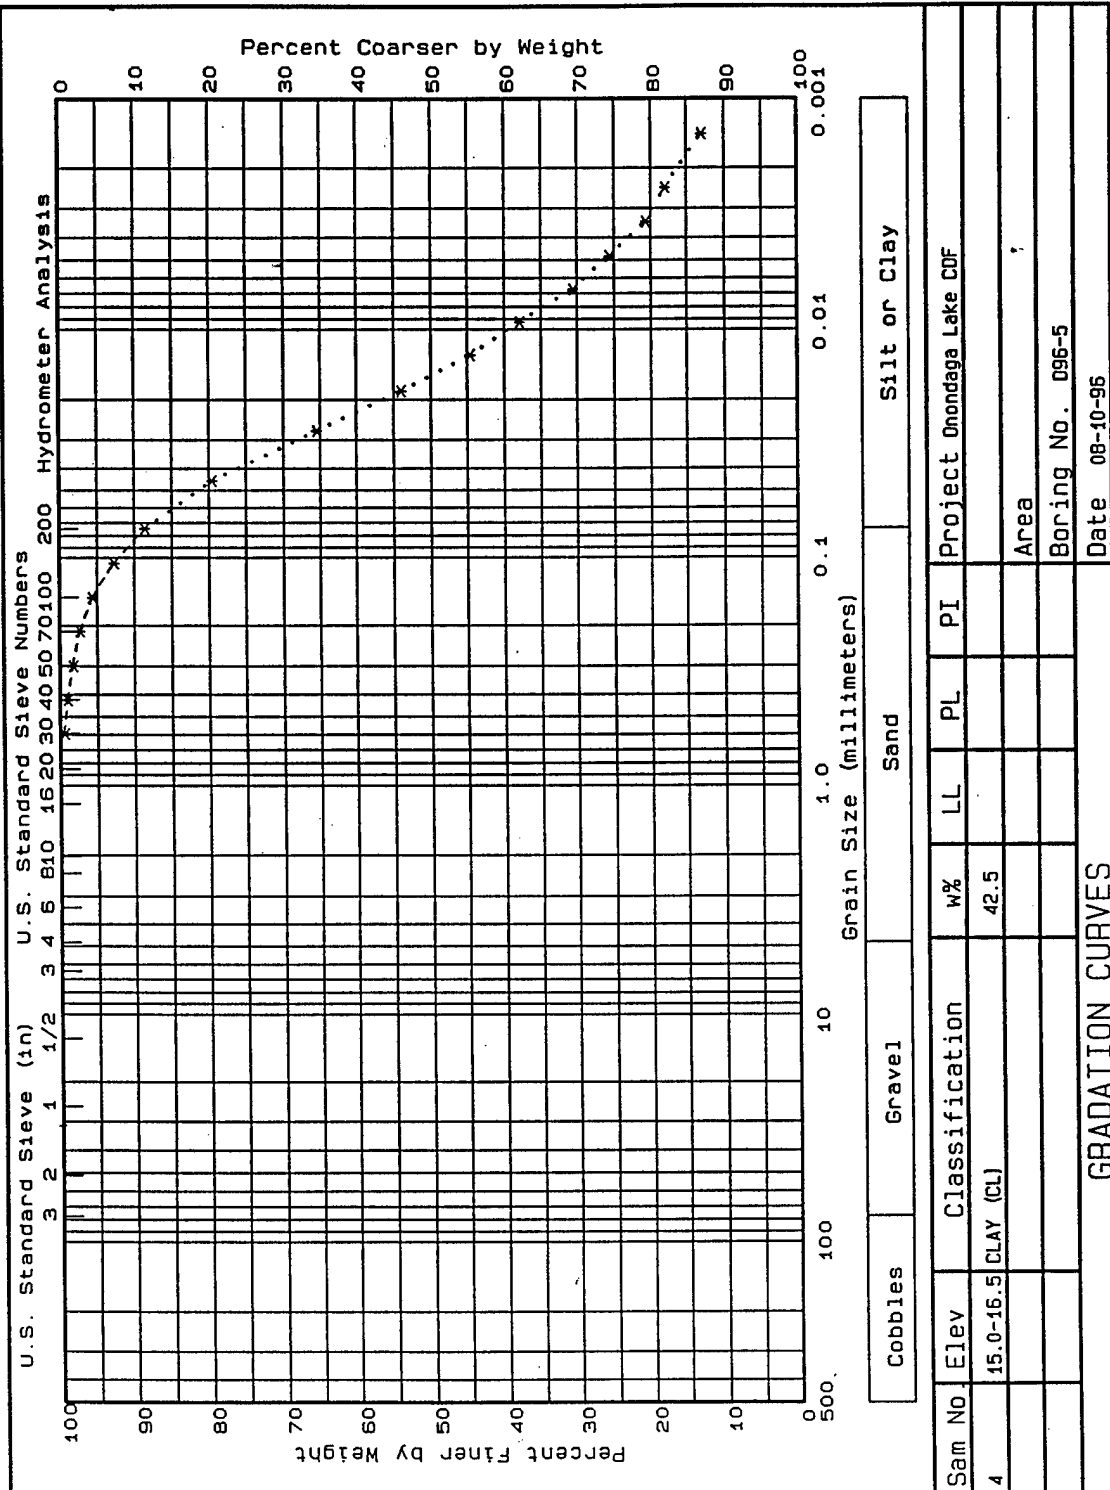 U.S. Standard Sieve (in)
U.S. Standard Sieve Numbers
Hydrometer Analysis
3 2 1 1/2 3 4 6 8 10 16 20 30 40 50 70 100 200
Percent Finer by Weight
100
90
80
70
60
50
40
30
20
10
0
Percent Coarser by Weight
0
10
20
30
40
50
60
70
80
90
100
500. 100 10 1.0 0.1 0.01 0.001
Grain Size (millimeters)
Cobbles Gravel Sand Silt or Clay
Sam No. Elev Classification W% LL PL PI
4 15.0-16.5 CLAY (CL) 42.5
Project Onondaga Lake CDF
Area
Boring No. D96-5
Date 08-10-96
GRADATION CURVES